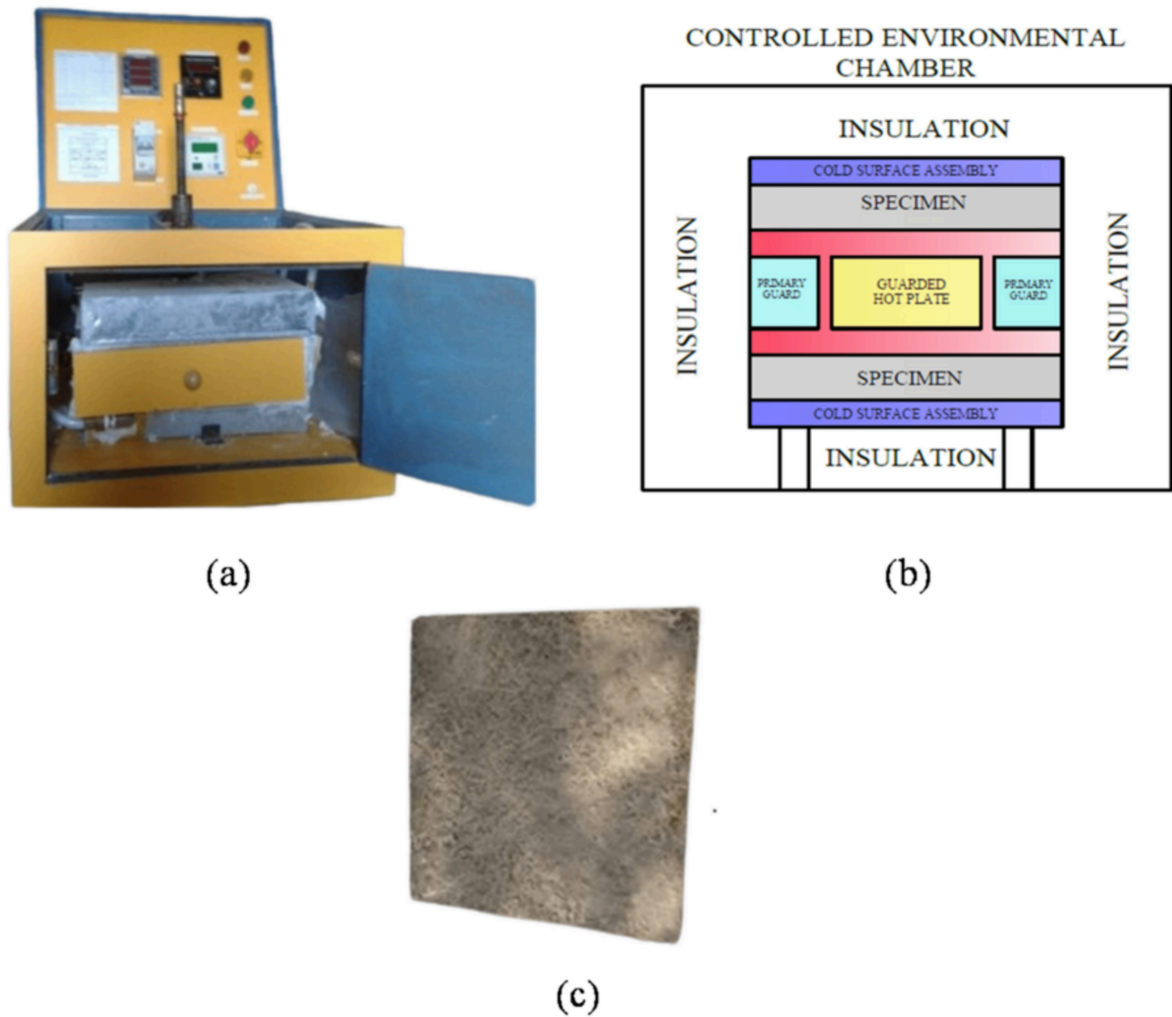 CONTROLLED ENVIRONMENTAL
CHAMBER
INSULATION
COLD SURFACE ASSEMBLY
SPECIMEN
INSULATION
INSULATION
PRIMARY
GUARD
GUARDED
HOT PLATE
PRIMARY
GUARD
SPECIMEN
COLD SURFACE ASSEMBLY
INSULATION
(a)
(b)
(c)